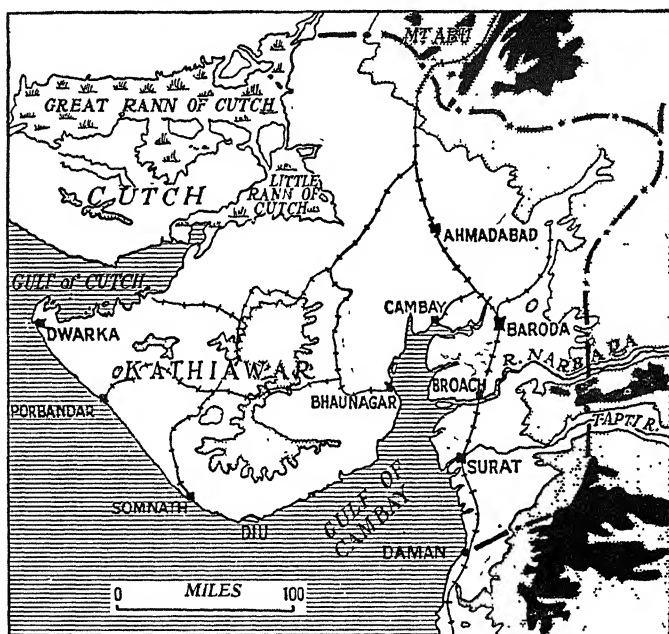 MT ABU
GREAT RANN OF CUTCH
CUTCH
LITTLE
RANN OF
CUTCH
AHMADABAD
GULF OF CUTCH
CAMBAY
DWARKA
BARODA
R. NARBADA
KATHIAWAR
BROACH
PORBANDAR
BHAUNAGAR
TAPTI R.
SURAT
SOMNATH
GULF OF
CAMBAY
DIU
DAMAN
0 MILES 100